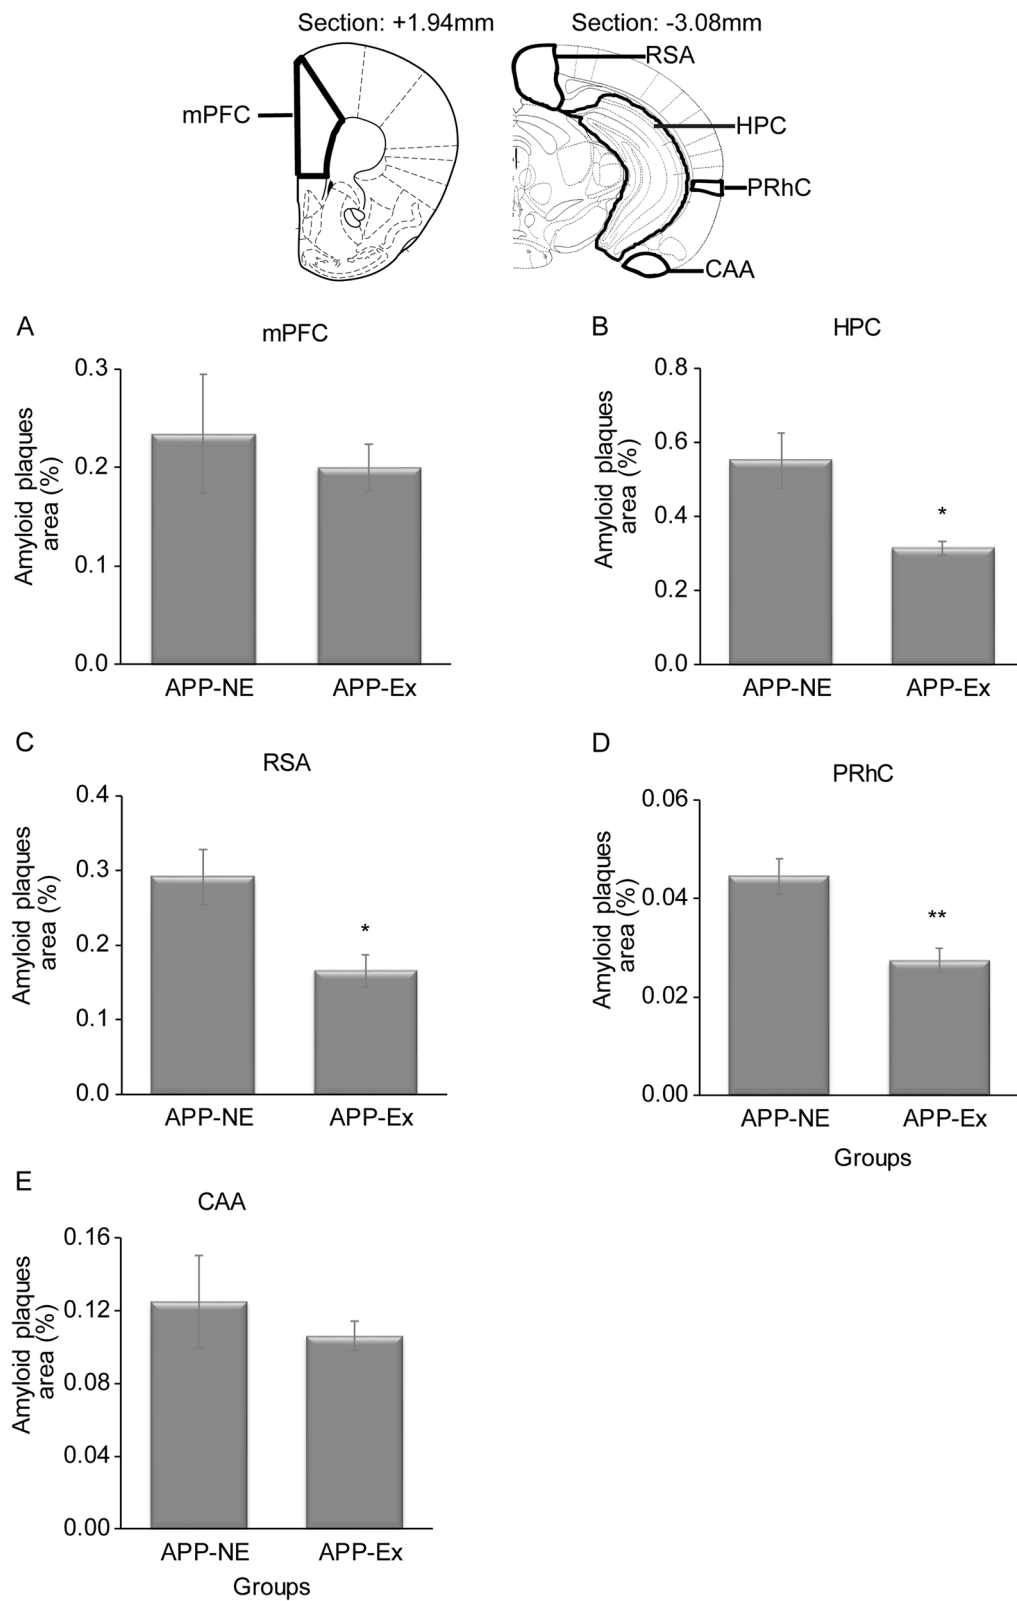 Section: +1.94mm
Section: -3.08mm
mPFC
RSA
HPC
PRhC
CAA
A
mPFC
Amyloid plaques
area (%)
0.3
0.2
0.1
0.0
APP-NE
APP-Ex
B
HPC
Amyloid plaques
area (%)
0.8
0.6
0.4
0.2
0.0
*
APP-NE
APP-Ex
C
RSA
Amyloid plaques
area (%)
0.4
0.3
0.2
0.1
0.0
*
APP-NE
APP-Ex
D
PRhC
Amyloid plaques
area (%)
0.06
0.04
0.02
0.00
**
APP-NE
APP-Ex
Groups
E
CAA
Amyloid plaques
area (%)
0.16
0.12
0.08
0.04
0.00
APP-NE
APP-Ex
Groups